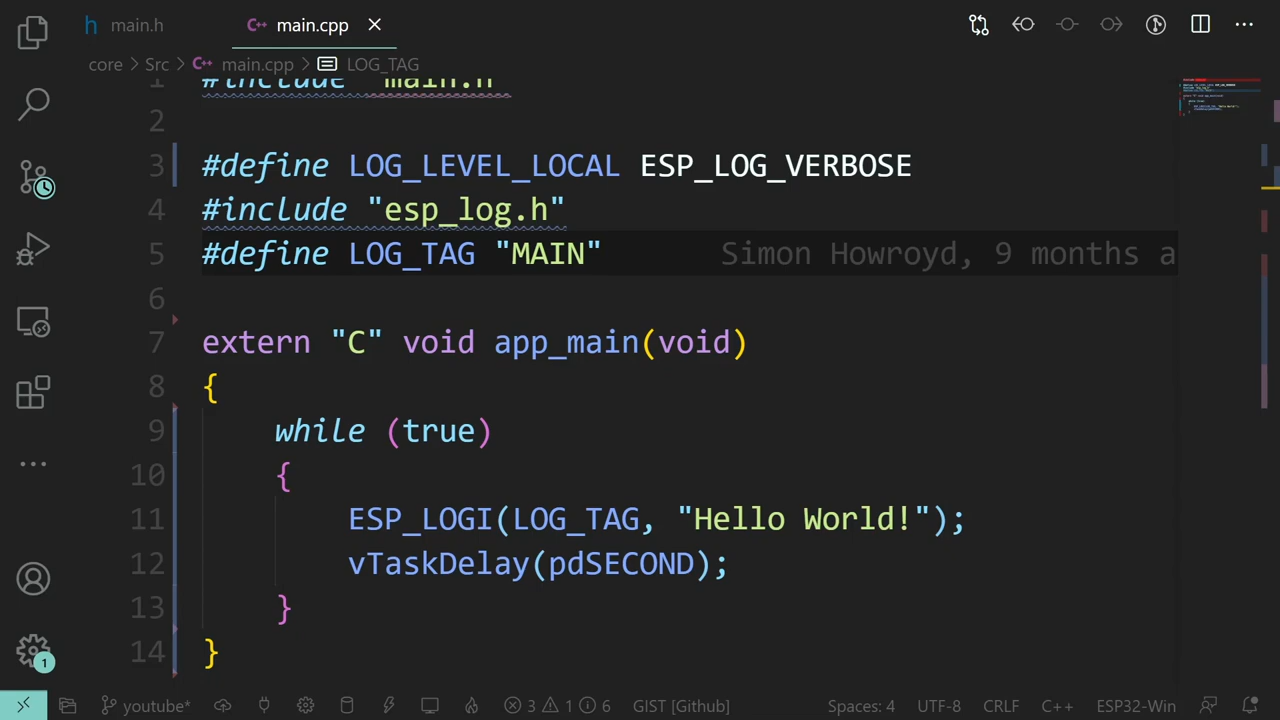 main.h
main.cpp
core > Src > main.cpp > LOG_TAG
1 #include "main.h"
2
3 #define LOG_LEVEL_LOCAL ESP_LOG_VERBOSE
4 #include "esp_log.h"
5 #define LOG_TAG "MAIN" Simon Howroyd, 9 months a
6
7 extern "C" void app_main(void)
8 {
9 while (true)
10 {
11 ESP_LOGI(LOG_TAG, "Hello World!");
12 vTaskDelay(pdSECOND);
13 }
14 }
1
youtube* 3 1 6 GIST [Github] Spaces: 4 UTF-8 CRLF C++ ESP32-Win